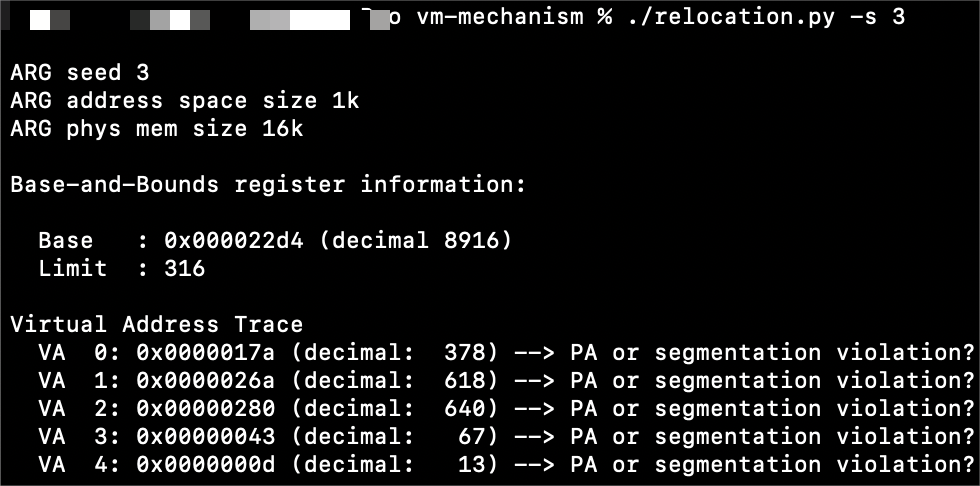 vm-mechanism % ./relocation.py -s 3
ARG seed 3
ARG address space size 1k
ARG phys mem size 16k
Base-and-Bounds register information:
Base : 0x000022d4 (decimal 8916)
Limit : 316
Virtual Address Trace
VA 0: 0x0000017a (decimal: 378) --> PA or segmentation violation?
VA 1: 0x0000026a (decimal: 618) --> PA or segmentation violation?
VA 2: 0x00000280 (decimal: 640) --> PA or segmentation violation?
VA 3: 0x00000043 (decimal: 67) --> PA or segmentation violation?
VA 4: 0x0000000d (decimal: 13) --> PA or segmentation violation?